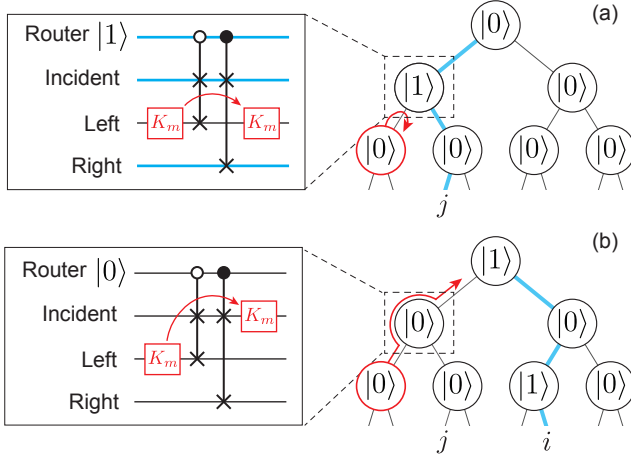 (a)
Router |1⟩
Incident
Left
Right
K_m
K_m
|0⟩
|1⟩
|0⟩
|0⟩
|0⟩
|0⟩
|0⟩
j
(b)
Router |0⟩
Incident
Left
Right
K_m
K_m
|1⟩
|0⟩
|0⟩
|0⟩
|0⟩
|1⟩
|0⟩
j
i